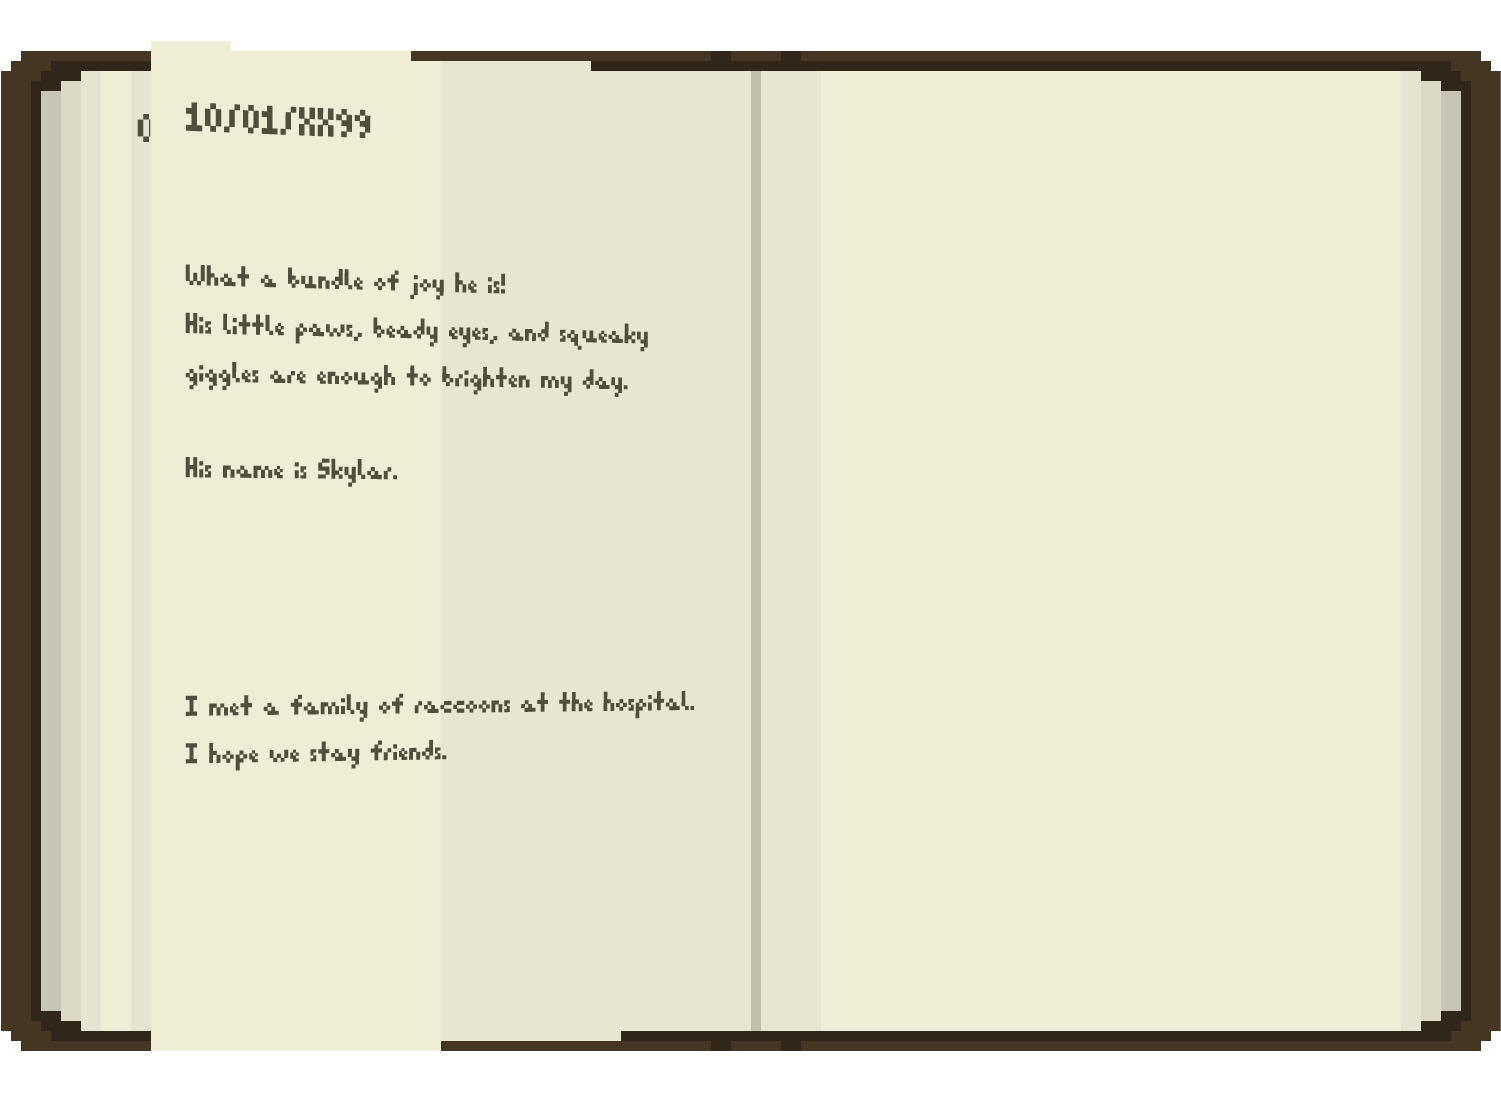 0
10/01/XX99
What a bundle of joy he is!
His little paws, beady eyes, and squeaky
giggles are enough to brighten my day.
His name is Skylar.
I met a family of raccoons at the hospital.
I hope we stay friends.